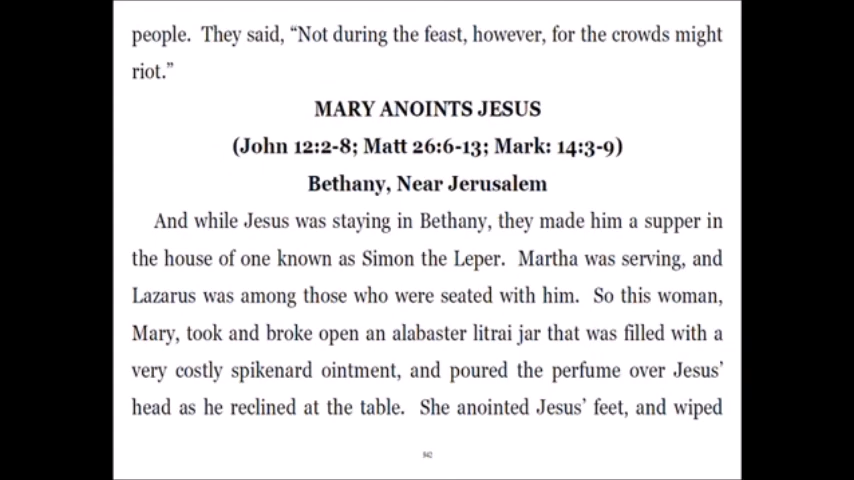 people. They said, “Not during the feast, however, for the crowds might
riot.”
MARY ANOINTS JESUS
(John 12:2-8; Matt 26:6-13; Mark: 14:3-9)
Bethany, Near Jerusalem
And while Jesus was staying in Bethany, they made him a supper in
the house of one known as Simon the Leper. Martha was serving, and
Lazarus was among those who were seated with him. So this woman,
Mary, took and broke open an alabaster litrai jar that was filled with a
very costly spikenard ointment, and poured the perfume over Jesus’
head as he reclined at the table. She anointed Jesus’ feet, and wiped